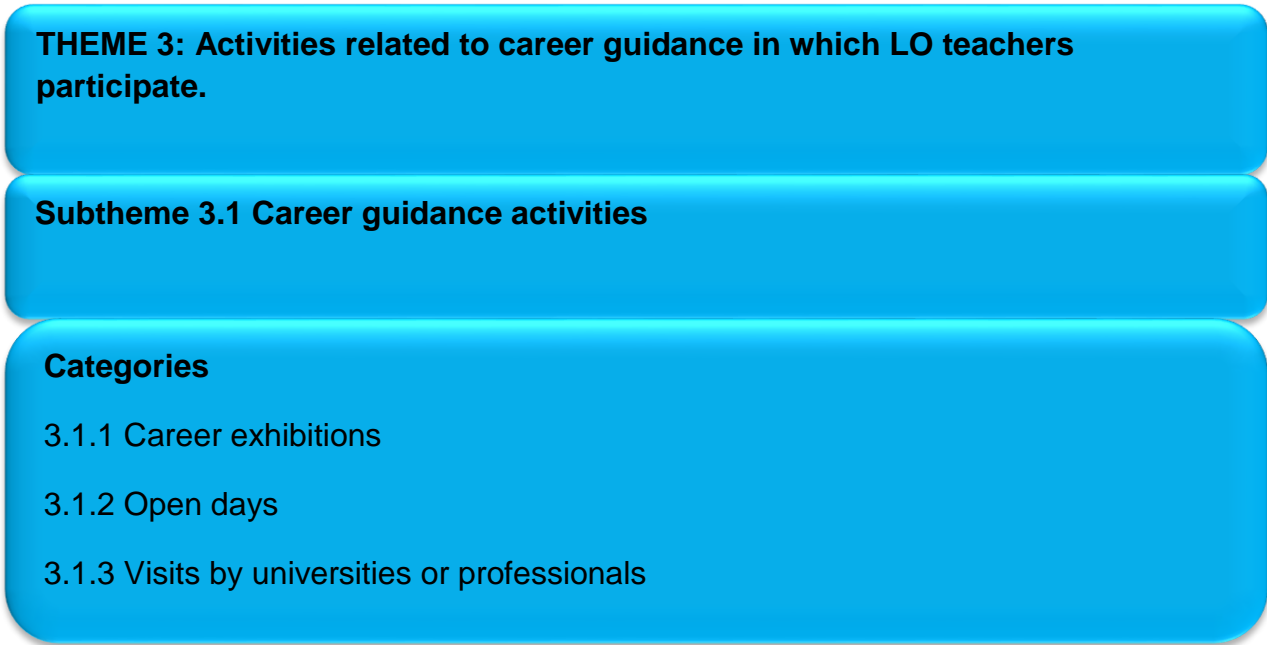 THEME 3: Activities related to career guidance in which LO teachers
participate.
Subtheme 3.1 Career guidance activities
Categories
3.1.1 Career exhibitions
3.1.2 Open days
3.1.3 Visits by universities or professionals